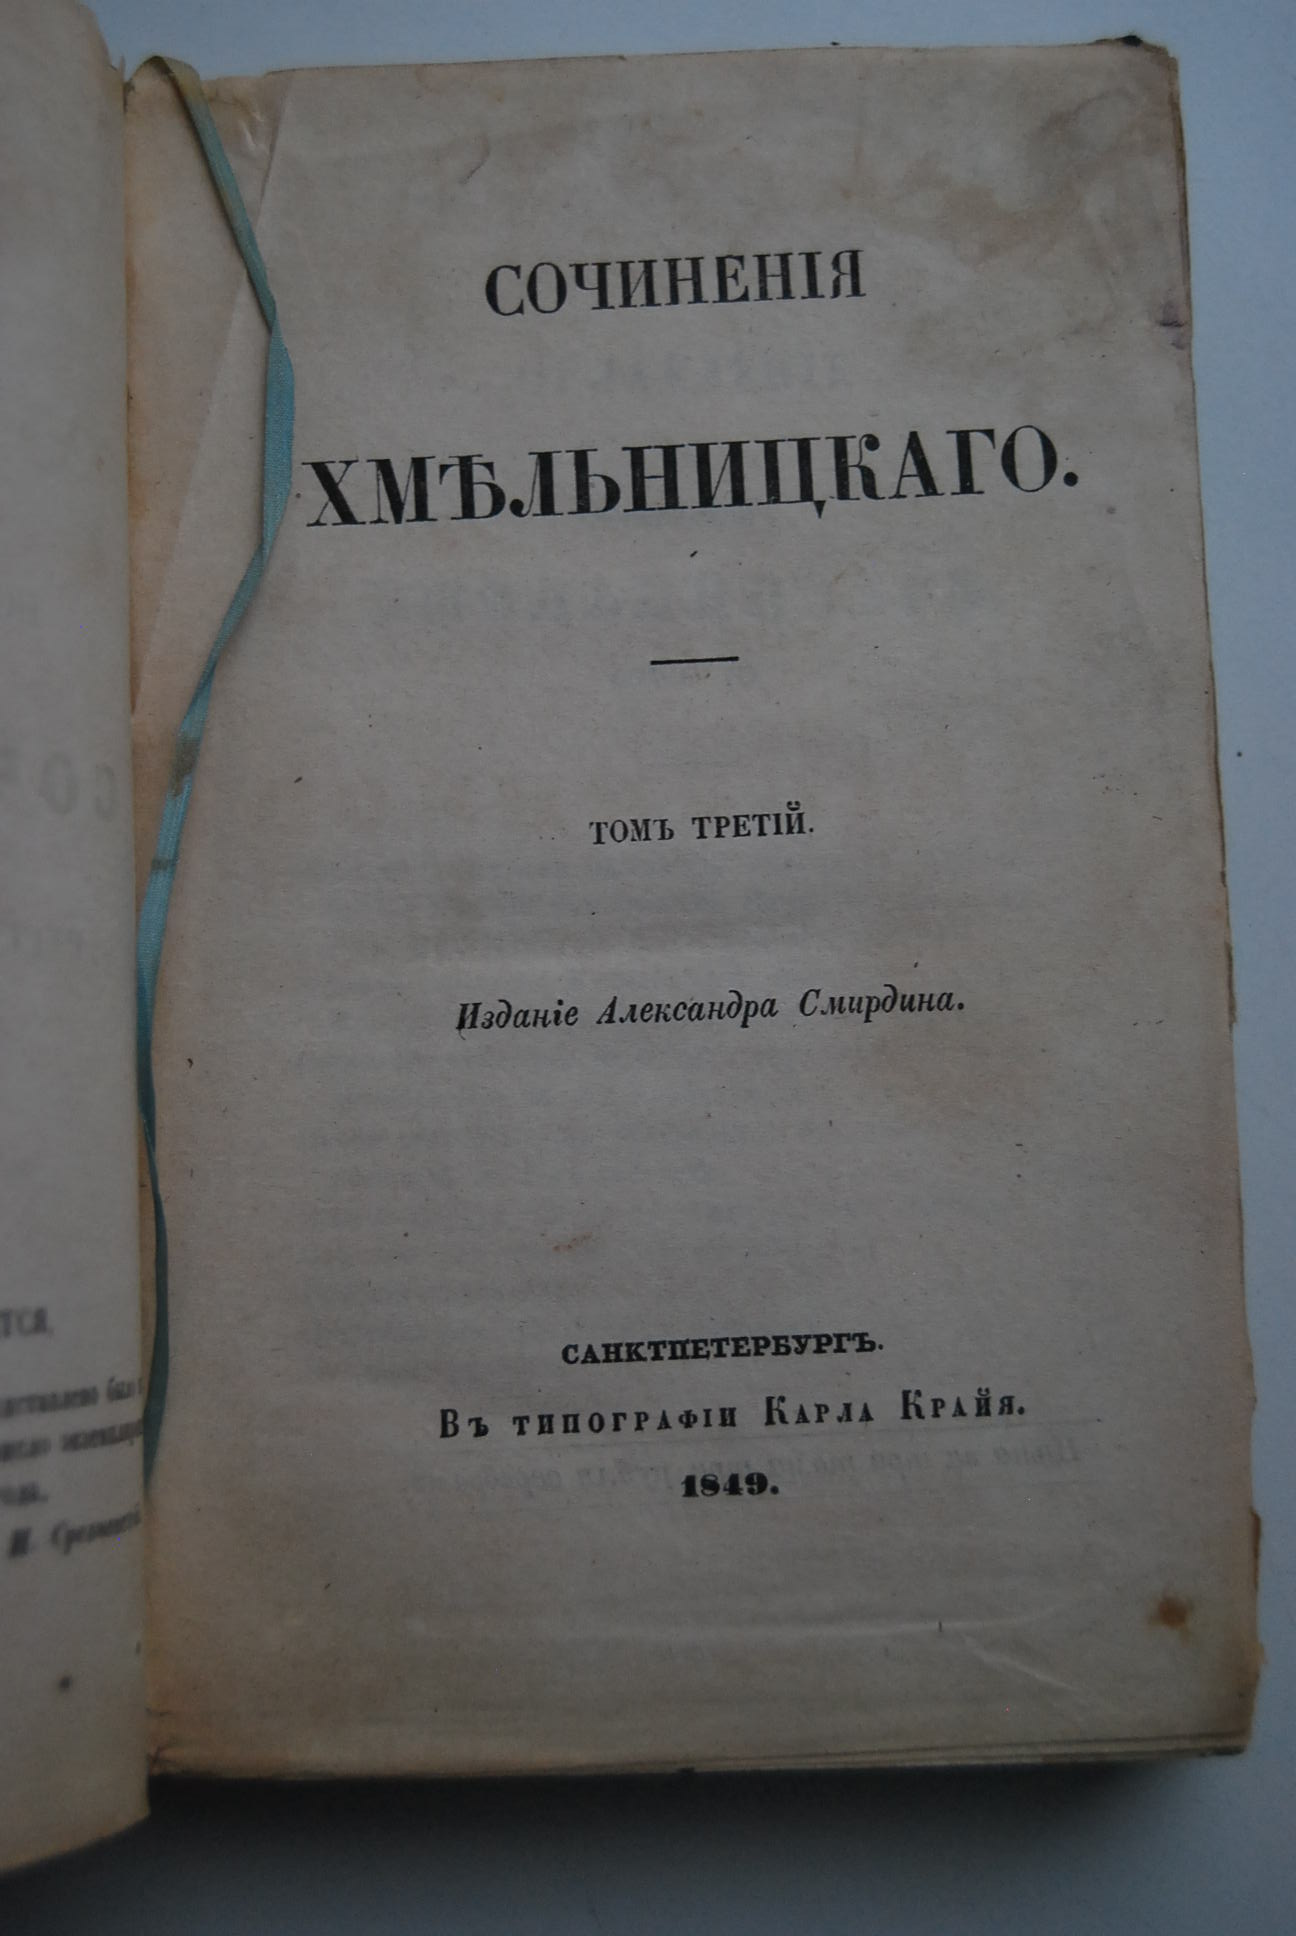 СОЧИНЕНІЯ
ХМѢЛЬНИЦКАГО.
ТОМЪ ТРЕТІЙ.
Изданіе Александра Смирдина.
САНКТПЕТЕРБУРГЪ.
Въ типографіи Карла Крайя.
1849.